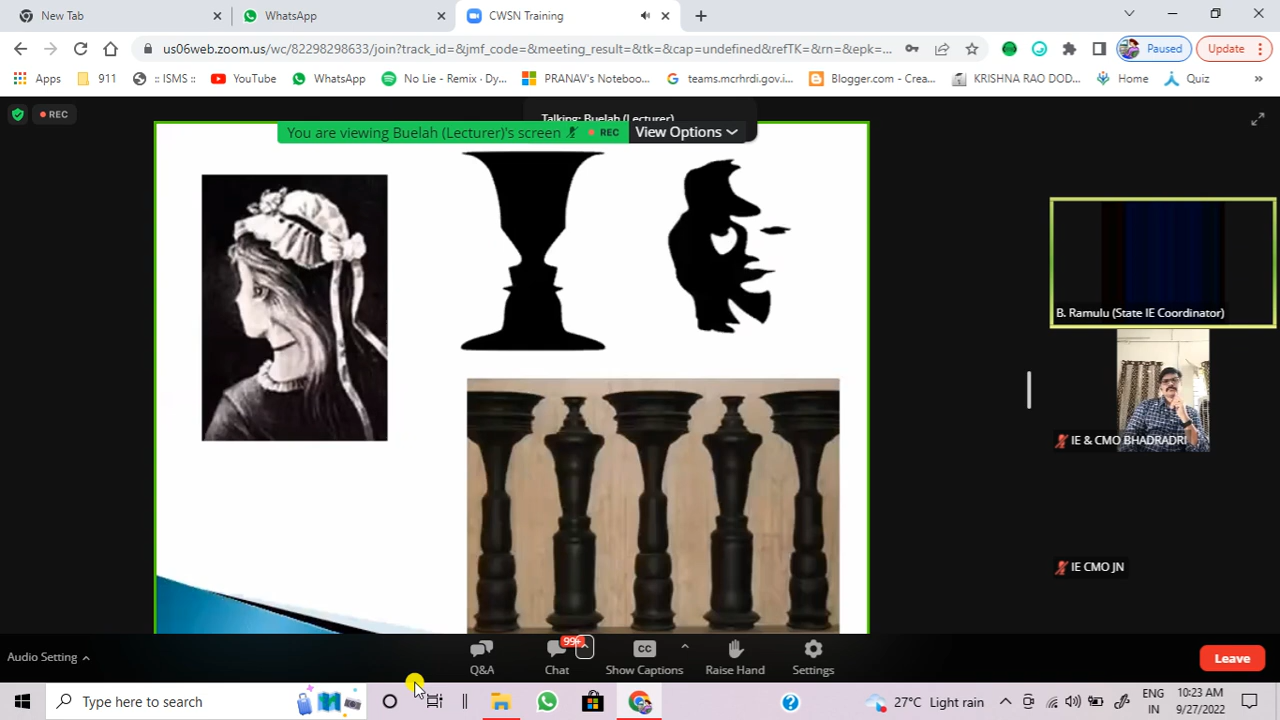 New Tab
WhatsApp
CWSN Training
us06web.zoom.us/wc/82298298633/join?track_id=&jmf_code=&meeting_result=&tk=&cap=undefined&refTK=&rn=&epk=...
Paused
Update
Apps
911
:: ISMS ::
YouTube
WhatsApp
No Lie - Remix - Dy...
PRANAV's Noteboo...
teams.mcrhrdi.gov.i...
Blogger.com - Crea...
KRISHNA RAO DOD...
Home
Quiz
»
REC
Talking: Buelah (Lecturer)
You are viewing Buelah (Lecturer)'s screen
REC
View Options
B. Ramulu (State IE Coordinator)
IE & CMO BHADRADRI
IE CMO JN
Audio Setting
Q&A
99+
Chat
CC
Show Captions
Raise Hand
Settings
Leave
Type here to search
27°C Light rain
ENG
IN
10:23 AM
9/27/2022